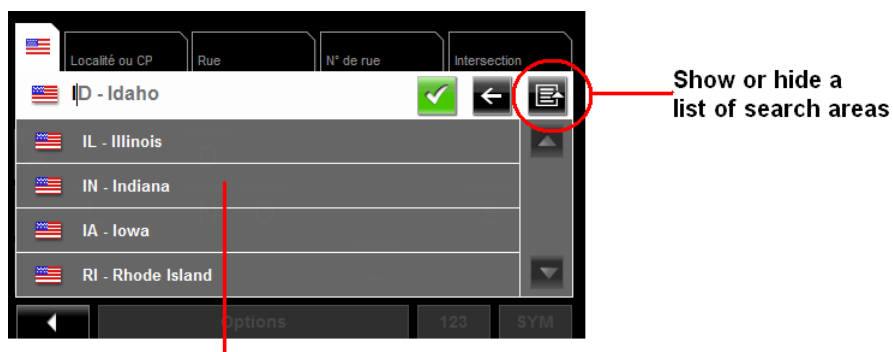 Localité ou CP
Rue
N° de rue
Intersection
ID - Idaho
Show or hide a
list of search areas
IL - Illinois
IN - Indiana
IA - Iowa
RI - Rhode Island
Options
123
SYM